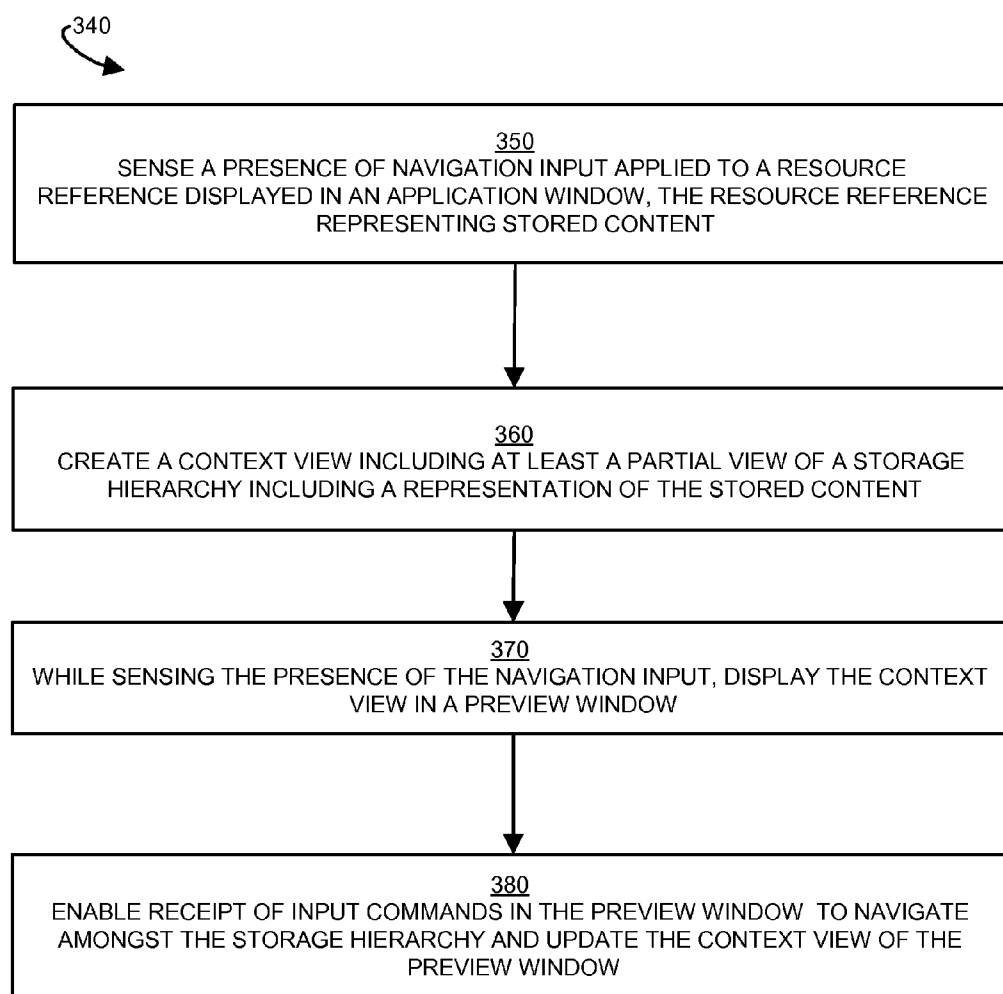 340
350
SENSE A PRESENCE OF NAVIGATION INPUT APPLIED TO A RESOURCE
REFERENCE DISPLAYED IN AN APPLICATION WINDOW, THE RESOURCE REFERENCE
REPRESENTING STORED CONTENT
360
CREATE A CONTEXT VIEW INCLUDING AT LEAST A PARTIAL VIEW OF A STORAGE
HIERARCHY INCLUDING A REPRESENTATION OF THE STORED CONTENT
370
WHILE SENSING THE PRESENCE OF THE NAVIGATION INPUT, DISPLAY THE CONTEXT
VIEW IN A PREVIEW WINDOW
380
ENABLE RECEIPT OF INPUT COMMANDS IN THE PREVIEW WINDOW TO NAVIGATE
AMONGST THE STORAGE HIERARCHY AND UPDATE THE CONTEXT VIEW OF THE
PREVIEW WINDOW